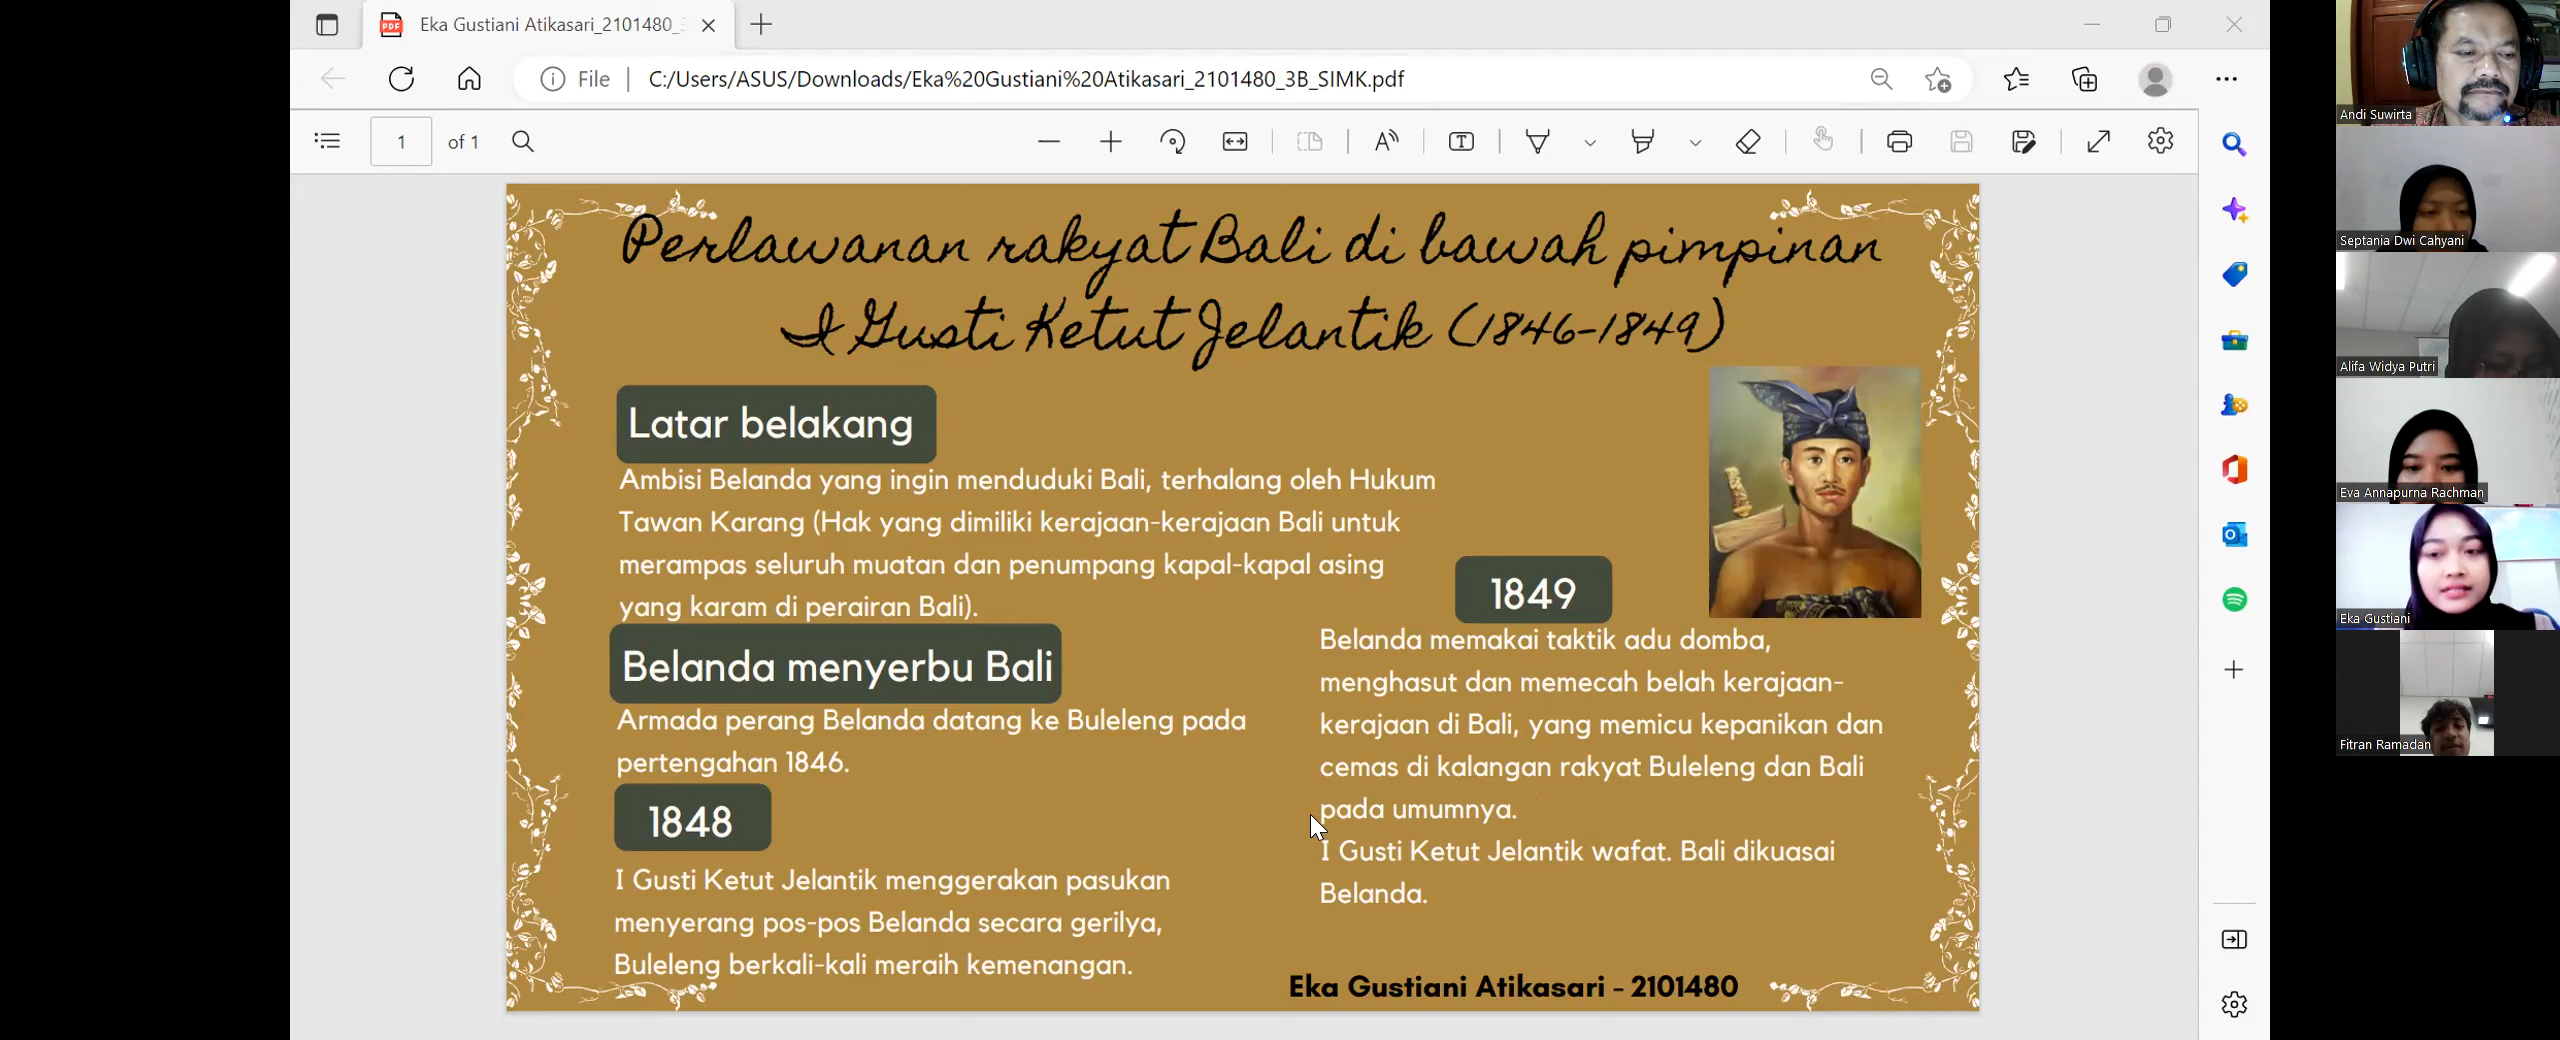 Eka Gustiani Atikasari_2101480_3
File
C:/Users/ASUS/Downloads/Eka%20Gustiani%20Atikasari_2101480_3B_SIMK.pdf
1 of 1
Perlawanan rakyat Bali di bawah pimpinan
I Gusti Ketut Jelantik (1846-1849)
Latar belakang
Ambisi Belanda yang ingin menduduki Bali, terhalang oleh Hukum
Tawan Karang (Hak yang dimiliki kerajaan-kerajaan Bali untuk
merampas seluruh muatan dan penumpang kapal-kapal asing
yang karam di perairan Bali).
Belanda menyerbu Bali
Armada perang Belanda datang ke Buleleng pada
pertengahan 1846.
1848
I Gusti Ketut Jelantik menggerakan pasukan
menyerang pos-pos Belanda secara gerilya,
Buleleng berkali-kali meraih kemenangan.
1849
Belanda memakai taktik adu domba,
menghasut dan memecah belah kerajaan-
kerajaan di Bali, yang memicu kepanikan dan
cemas di kalangan rakyat Buleleng dan Bali
pada umumnya.
I Gusti Ketut Jelantik wafat. Bali dikuasai
Belanda.
Eka Gustiani Atikasari - 2101480
Andi Suwirta
Septania Dwi Cahyani
Alifa Widya Putri
Eva Annapurna Rachman
Eka Gustiani
Fitran Ramadan